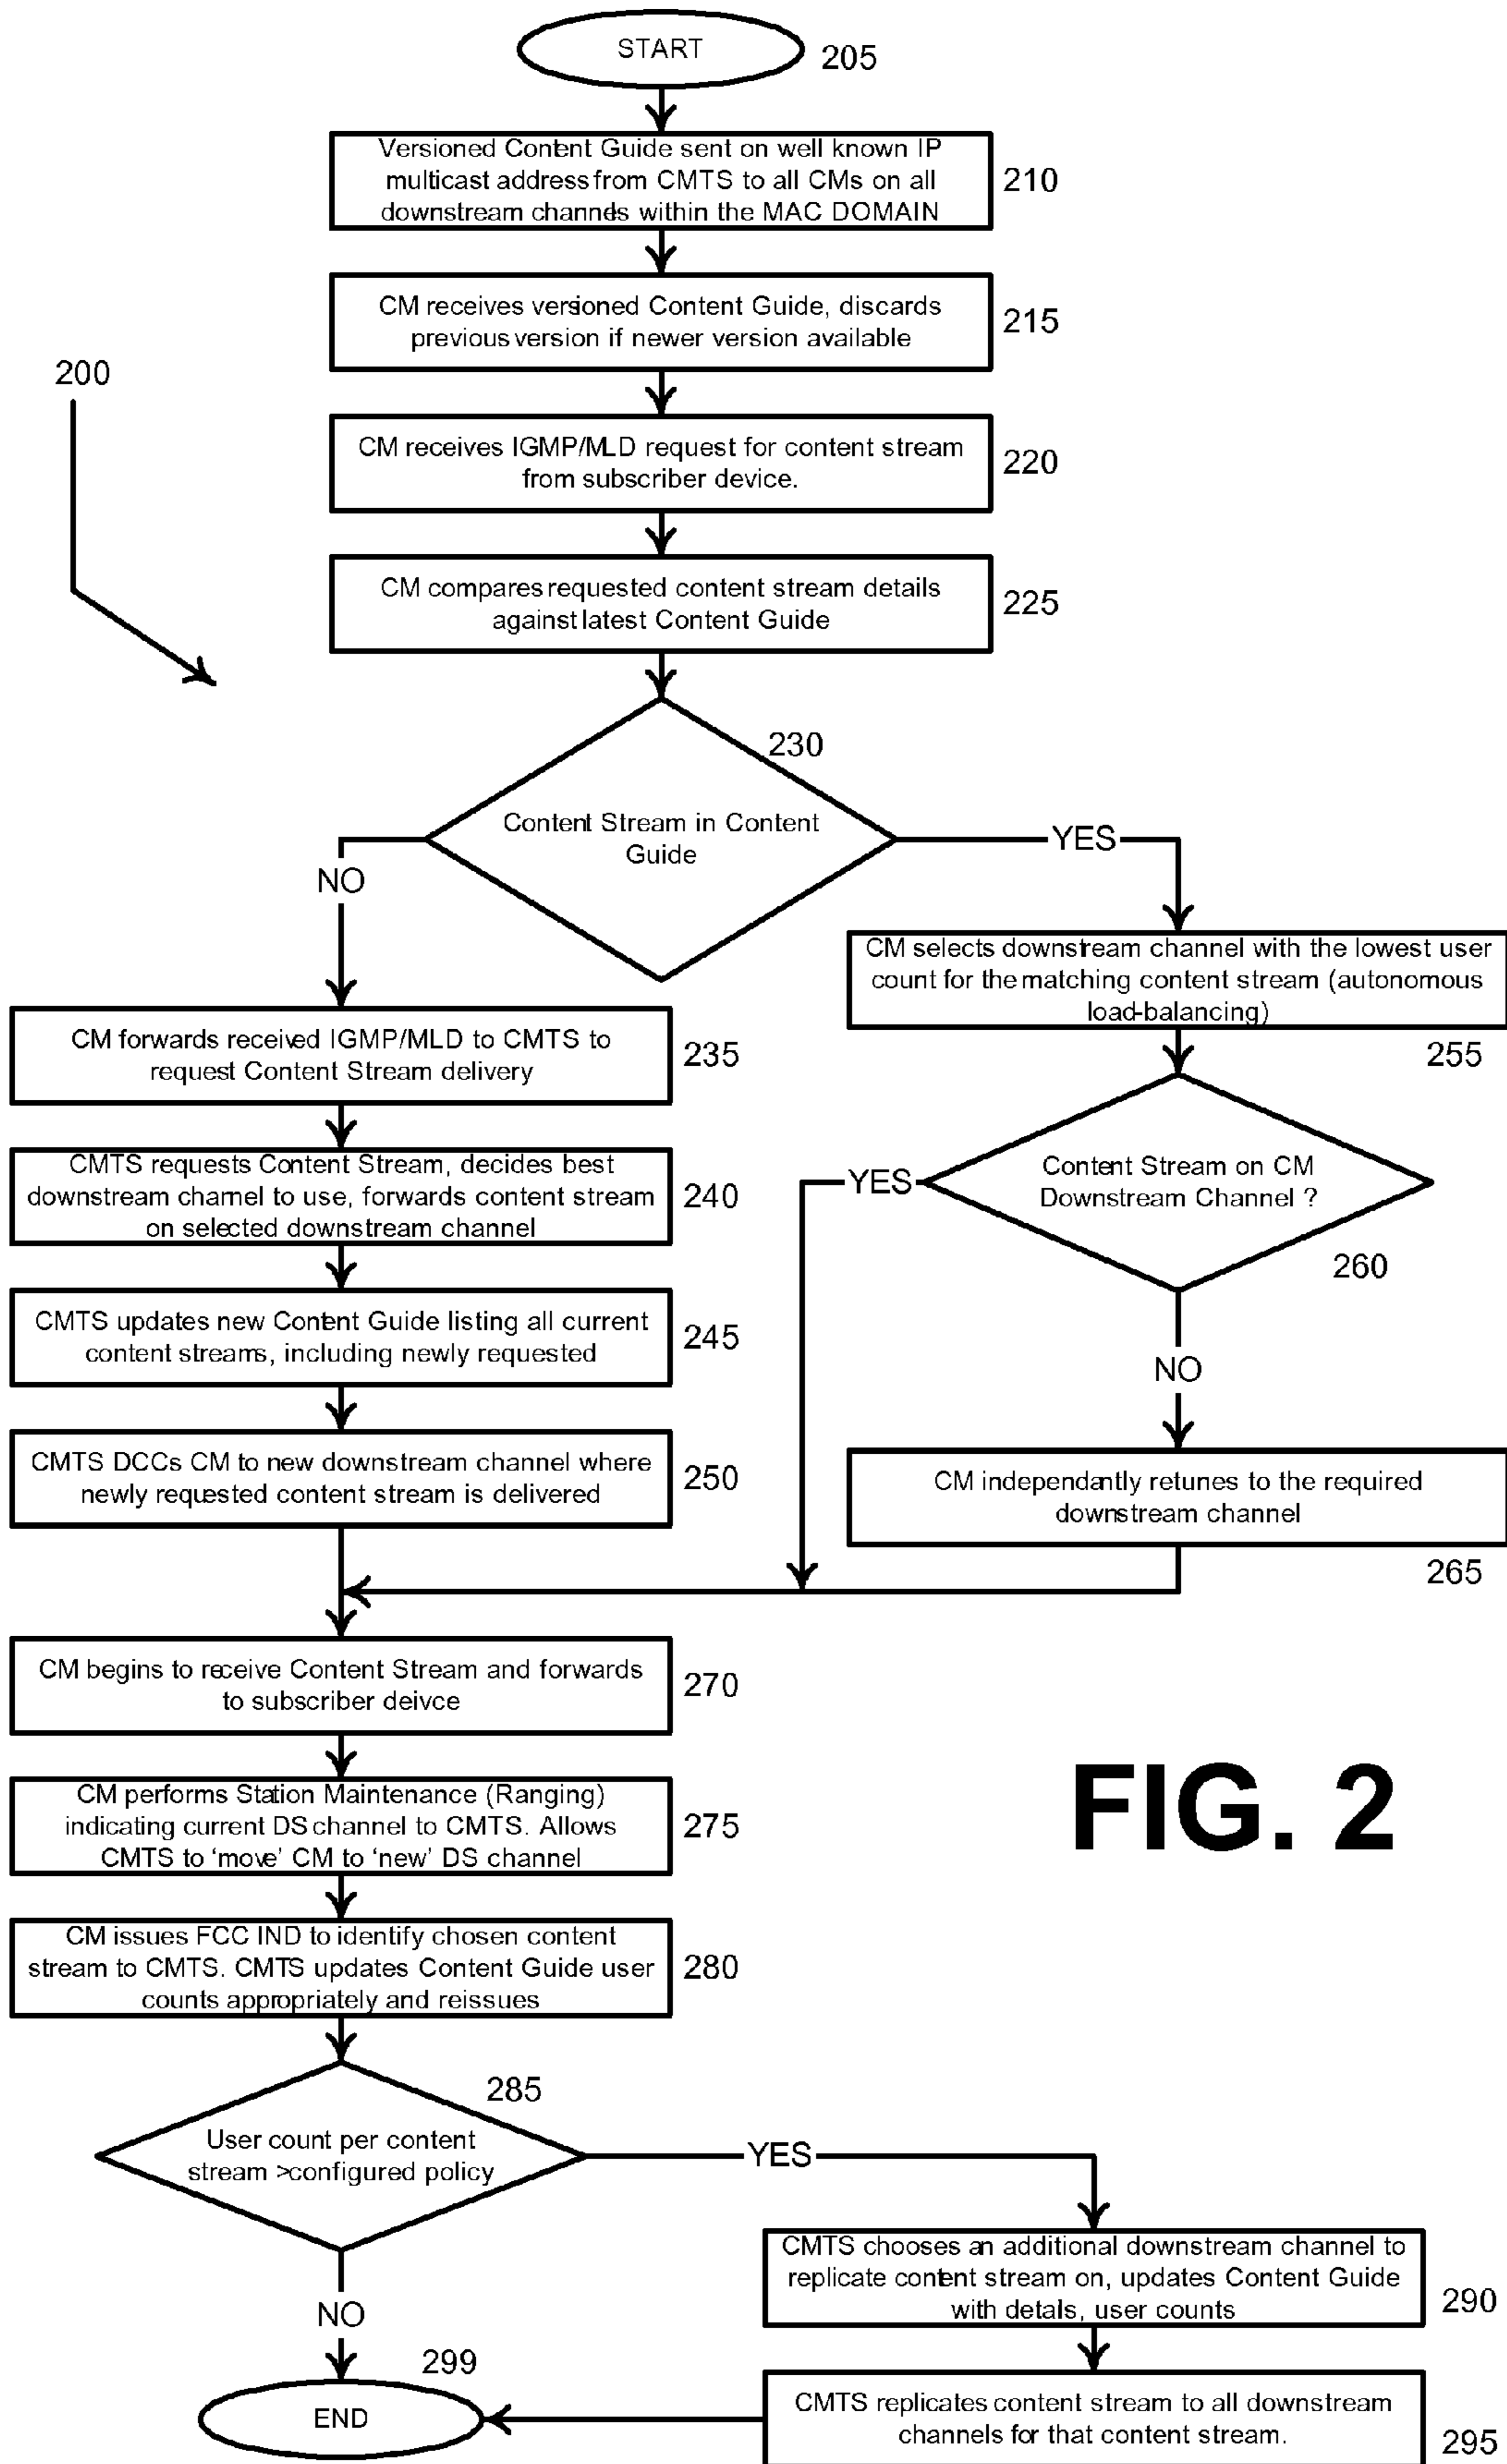 START
205
Versioned Content Guide sent on well known IP
multicast address from CMTS to all CMs on all
downstream channels within the MAC DOMAIN
210
CM receives versioned Content Guide, discards
previous version if newer version available
215
200
CM receives IGMP/MLD request for content stream
from subscriber device.
220
CM compares requested content stream details
against latest Content Guide
225
230
Content Stream in Content
Guide
NO
YES
CM selects downstream channel with the lowest user
count for the matching content stream (autonomous
load-balancing)
255
CM forwards received IGMP/MLD to CMTS to
request Content Stream delivery
235
CMTS requests Content Stream, decides best
downstream channel to use, forwards content stream
on selected downstream channel
240
YES
Content Stream on CM
Downstream Channel ?
260
CMTS updates new Content Guide listing all current
content streams, including newly requested
245
NO
CMTS DCCs CM to new downstream channel where
newly requested content stream is delivered
250
CM independantly retunes to the required
downstream channel
265
CM begins to receive Content Stream and forwards
to subscriber deivce
270
CM performs Station Maintenance (Ranging)
indicating current DS channel to CMTS. Allows
CMTS to ‘move’ CM to ‘new’ DS channel
275
FIG. 2
CM issues FCC IND to identify chosen content
stream to CMTS. CMTS updates Content Guide user
counts appropriately and reissues
280
285
User count per content
stream >configured policy
YES
NO
CMTS chooses an additional downstream channel to
replicate content stream on, updates Content Guide
with details, user counts
290
299
END
CMTS replicates content stream to all downstream
channels for that content stream.
295